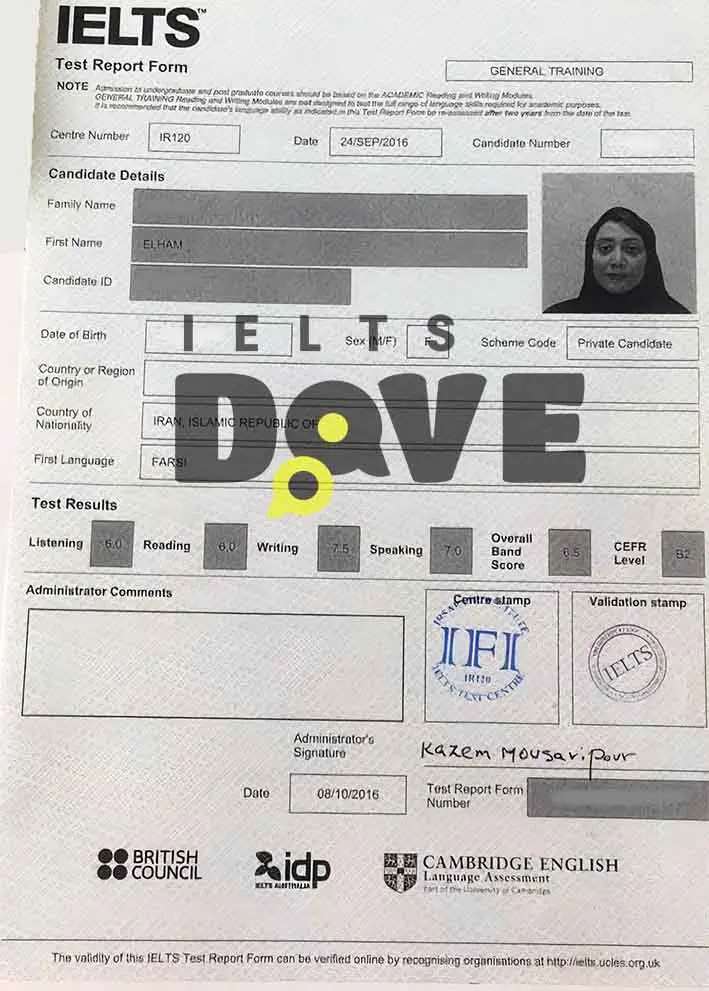 IELTS™
Test Report Form
GENERAL TRAINING
NOTE Admission to undergraduate and post graduate courses should be based on the ACADEMIC Reading and Writing Modules.
GENERAL TRAINING Reading and Writing Modules are not designed to test the full range of language skills required for academic purposes.
It is recommended that the candidate's language ability as indicated in this Test Report Form be re-assessed after two years from the date of the test.
Centre Number IR120 Date 24/SEP/2016 Candidate Number
Candidate Details
Family Name
First Name ELHAM
Candidate ID
IELTS
Date of Birth Sex (M/F) F Scheme Code Private Candidate
Country or Region
of Origin
DAVE
Country of
Nationality IRAN, ISLAMIC REPUBLIC OF
First Language FARSI
Test Results
Listening 6.0 Reading 6.0 Writing 7.5 Speaking 7.0 Overall Band Score 6.5 CEFR Level B2
Administrator Comments
Centre stamp
Validation stamp
IFI
IR120
IELTS TEST CENTRE
IELTS
Administrator's
Signature
Kazem Mousavipour
Date 08/10/2016
Test Report Form
Number
BRITISH
COUNCIL
idp
IELTS AUSTRALIA
CAMBRIDGE ENGLISH
Language Assessment
Part of the University of Cambridge
The validity of this IELTS Test Report Form can be verified online by recognising organisations at http://ielts.ucles.org.uk